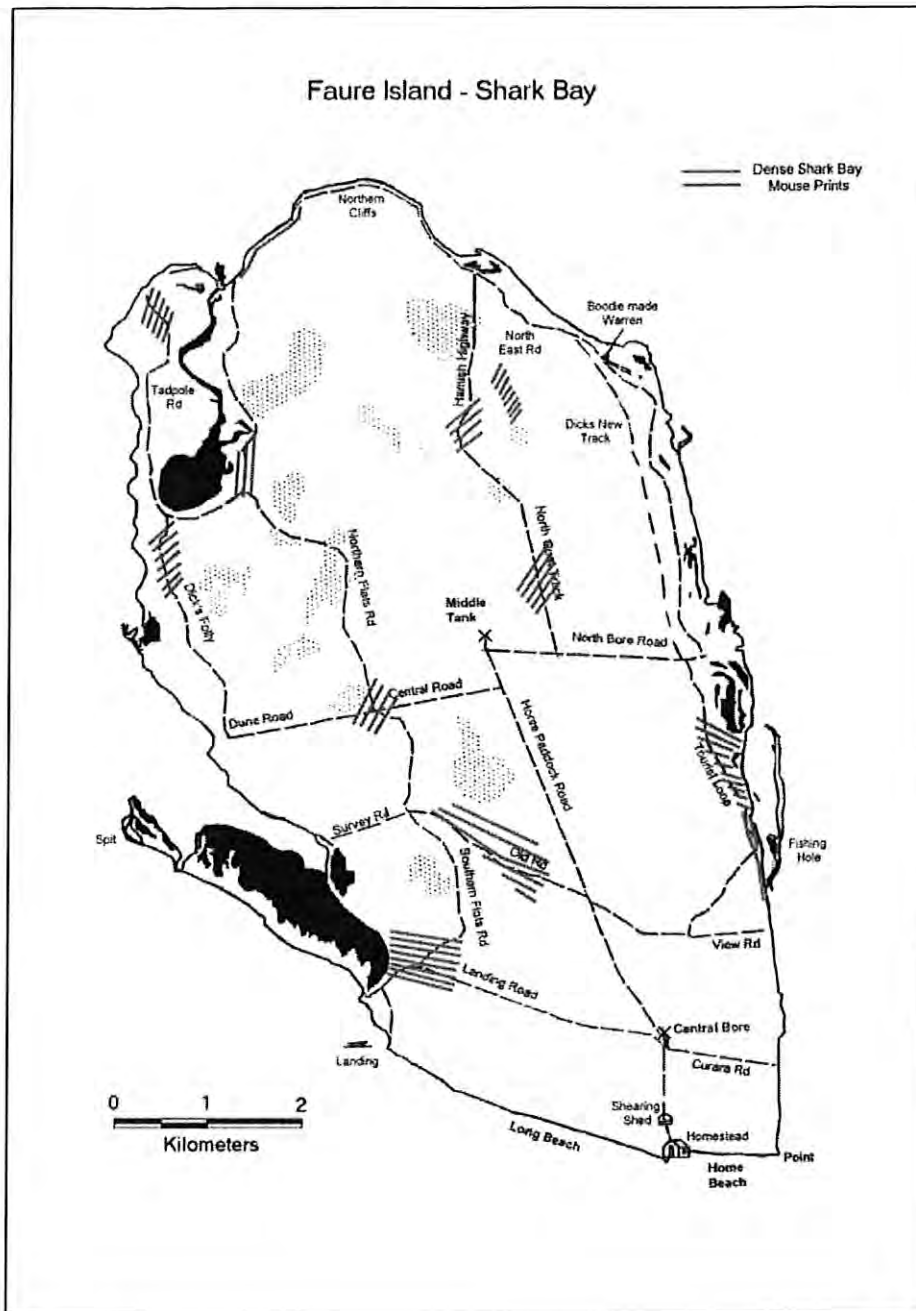 Faure Island - Shark Bay
Dense Shark Bay
Mouse Prints
Northern
Cliffs
Boodie made
Warren
North
East Rd
Hamish Highway
Tadpole
Rd
Dicks New
Track
North Bore Track
Northern Flats Rd
Dick's Folly
Middle
Tank
North Bore Road
Central Road
Dune Road
Horse Paddock Road
Tourist Loop
Survey Rd
Spit
Old Rd
Fishing
Hole
Southern Flats Rd
View Rd
Landing Road
Central Bore
Landing
Curara Rd
0 1 2
Kilometers
Shearing
Shed
Long Beach
Homestead
Home
Beach
Point